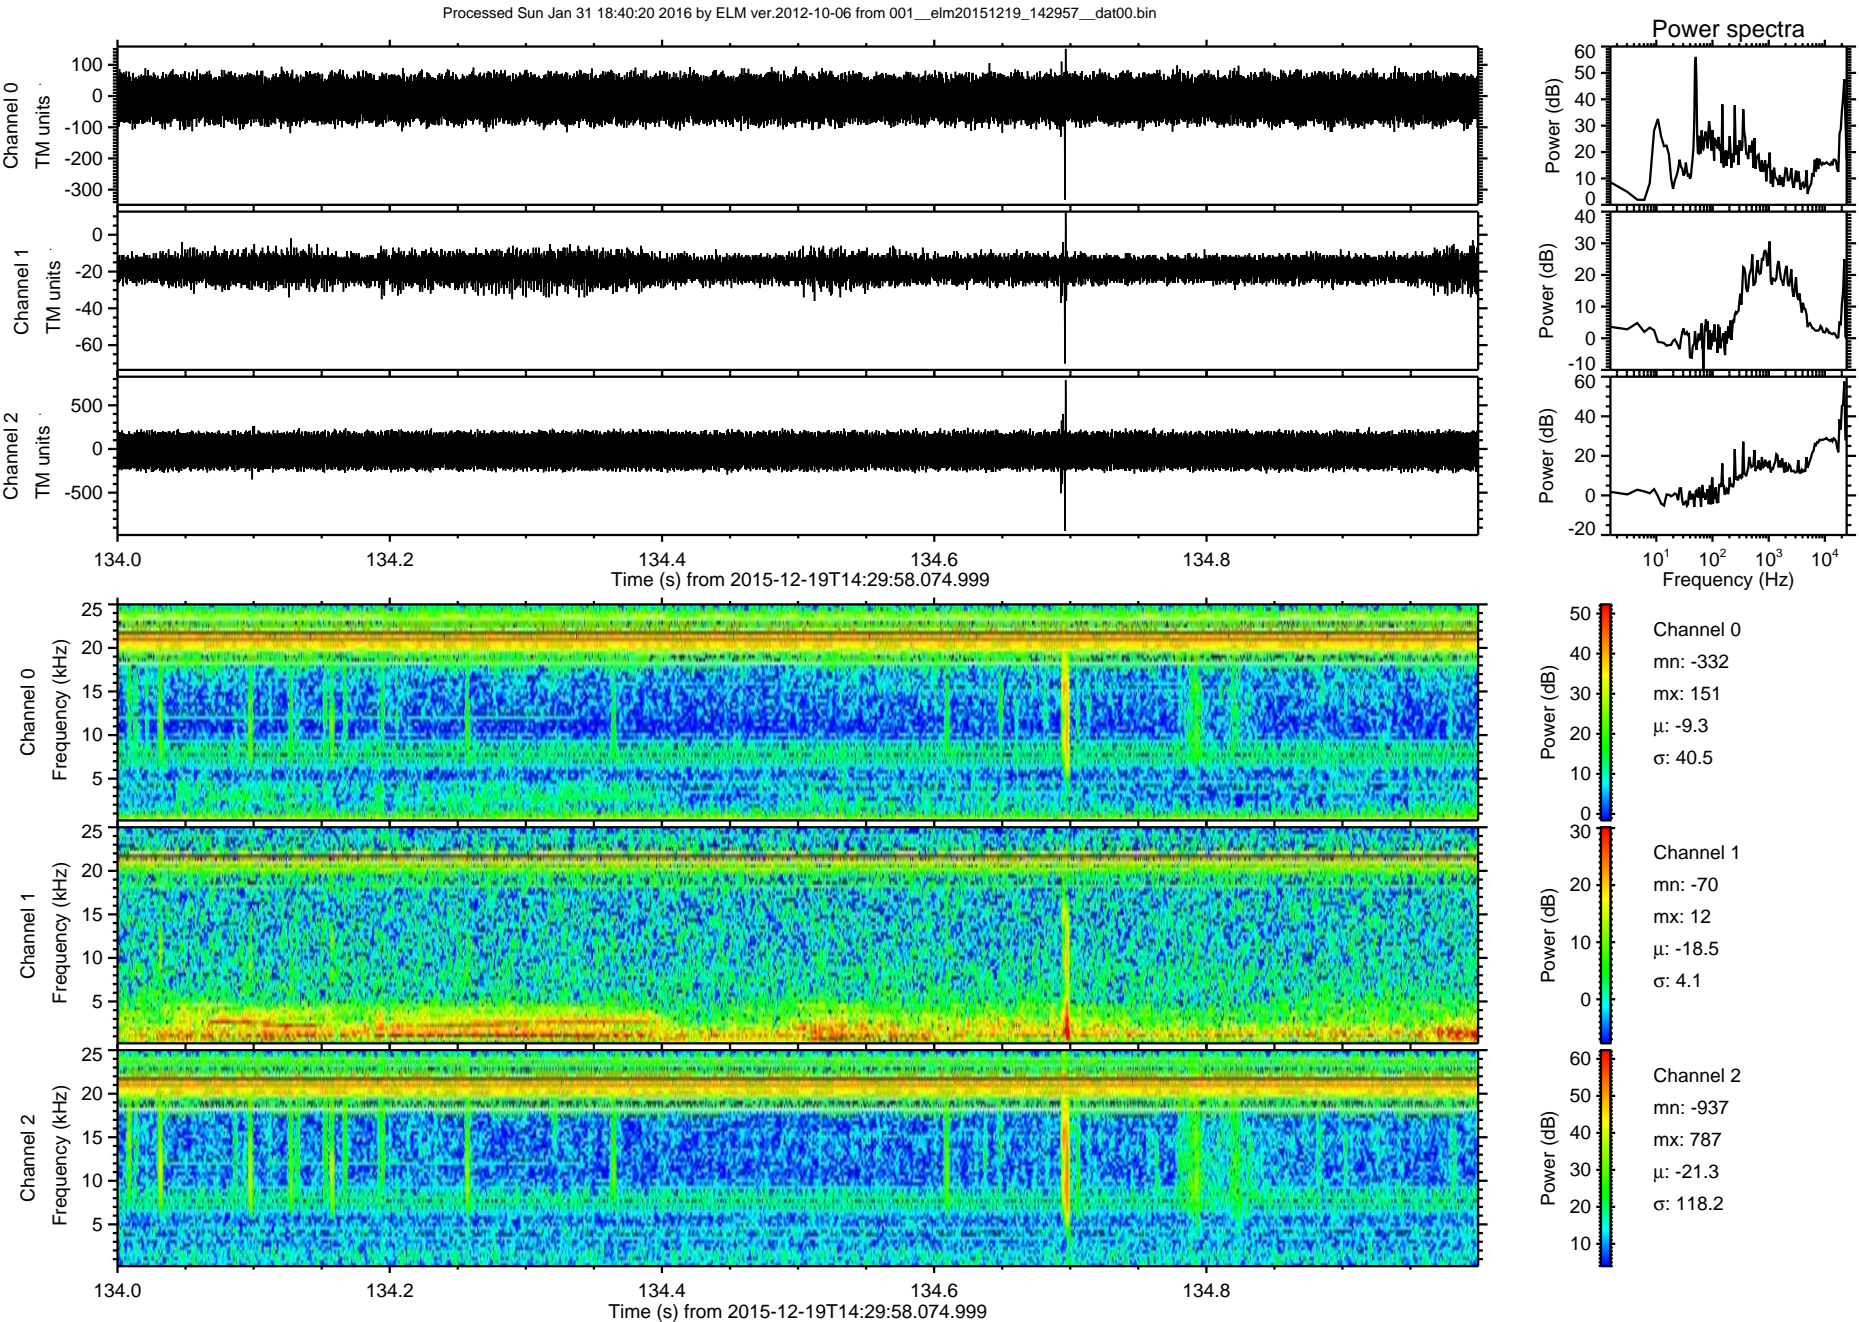 Processed Sun Jan 31 18:40:20 2016 by ELM ver.2012-10-06 from 001__elm20151219_142957__dat00.bin
Power spectra
Channel 0
TM units
100
0
-100
-200
-300
Power (dB)
60
50
40
30
20
10
0
Channel 1
TM units
0
-20
-40
-60
Power (dB)
40
30
20
10
0
-10
Channel 2
TM units
500
0
-500
Power (dB)
60
40
20
0
-20
134.0 134.2 134.4 134.6 134.8
Time (s) from 2015-12-19T14:29:58.074.999
10¹ 10² 10³ 10⁴
Frequency (Hz)
Channel 0
Frequency (kHz)
25
20
15
10
5
Power (dB)
50
40
30
20
10
0
Channel 0
mn: -332
mx: 151
μ: -9.3
σ: 40.5
Channel 1
Frequency (kHz)
25
20
15
10
5
Power (dB)
30
20
10
0
Channel 1
mn: -70
mx: 12
μ: -18.5
σ: 4.1
Channel 2
Frequency (kHz)
25
20
15
10
5
Power (dB)
60
50
40
30
20
10
Channel 2
mn: -937
mx: 787
μ: -21.3
σ: 118.2
134.0 134.2 134.4 134.6 134.8
Time (s) from 2015-12-19T14:29:58.074.999